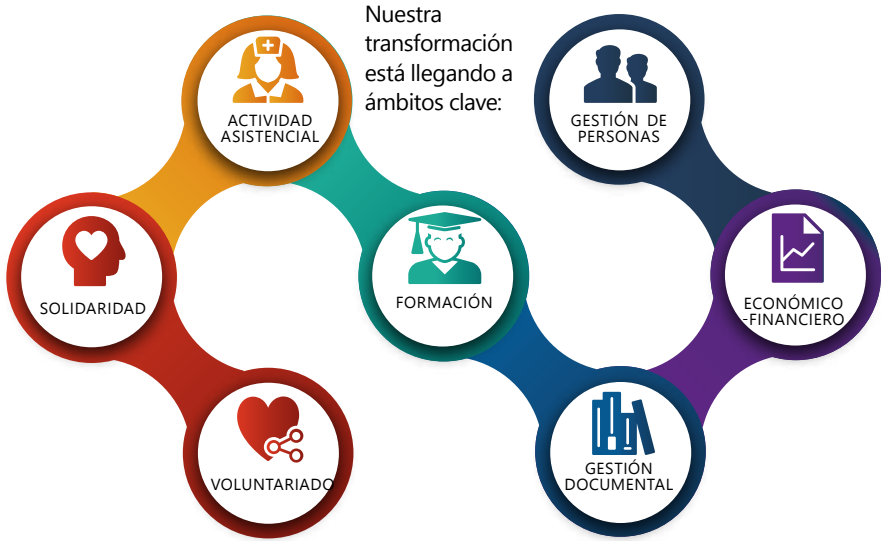 Nuestra
transformación
está llegando a
ámbitos clave:
ACTIVIDAD
ASISTENCIAL
GESTIÓN DE
PERSONAS
SOLIDARIDAD
FORMACIÓN
ECONÓMICO
-FINANCIERO
VOLUNTARIADO
GESTIÓN
DOCUMENTAL